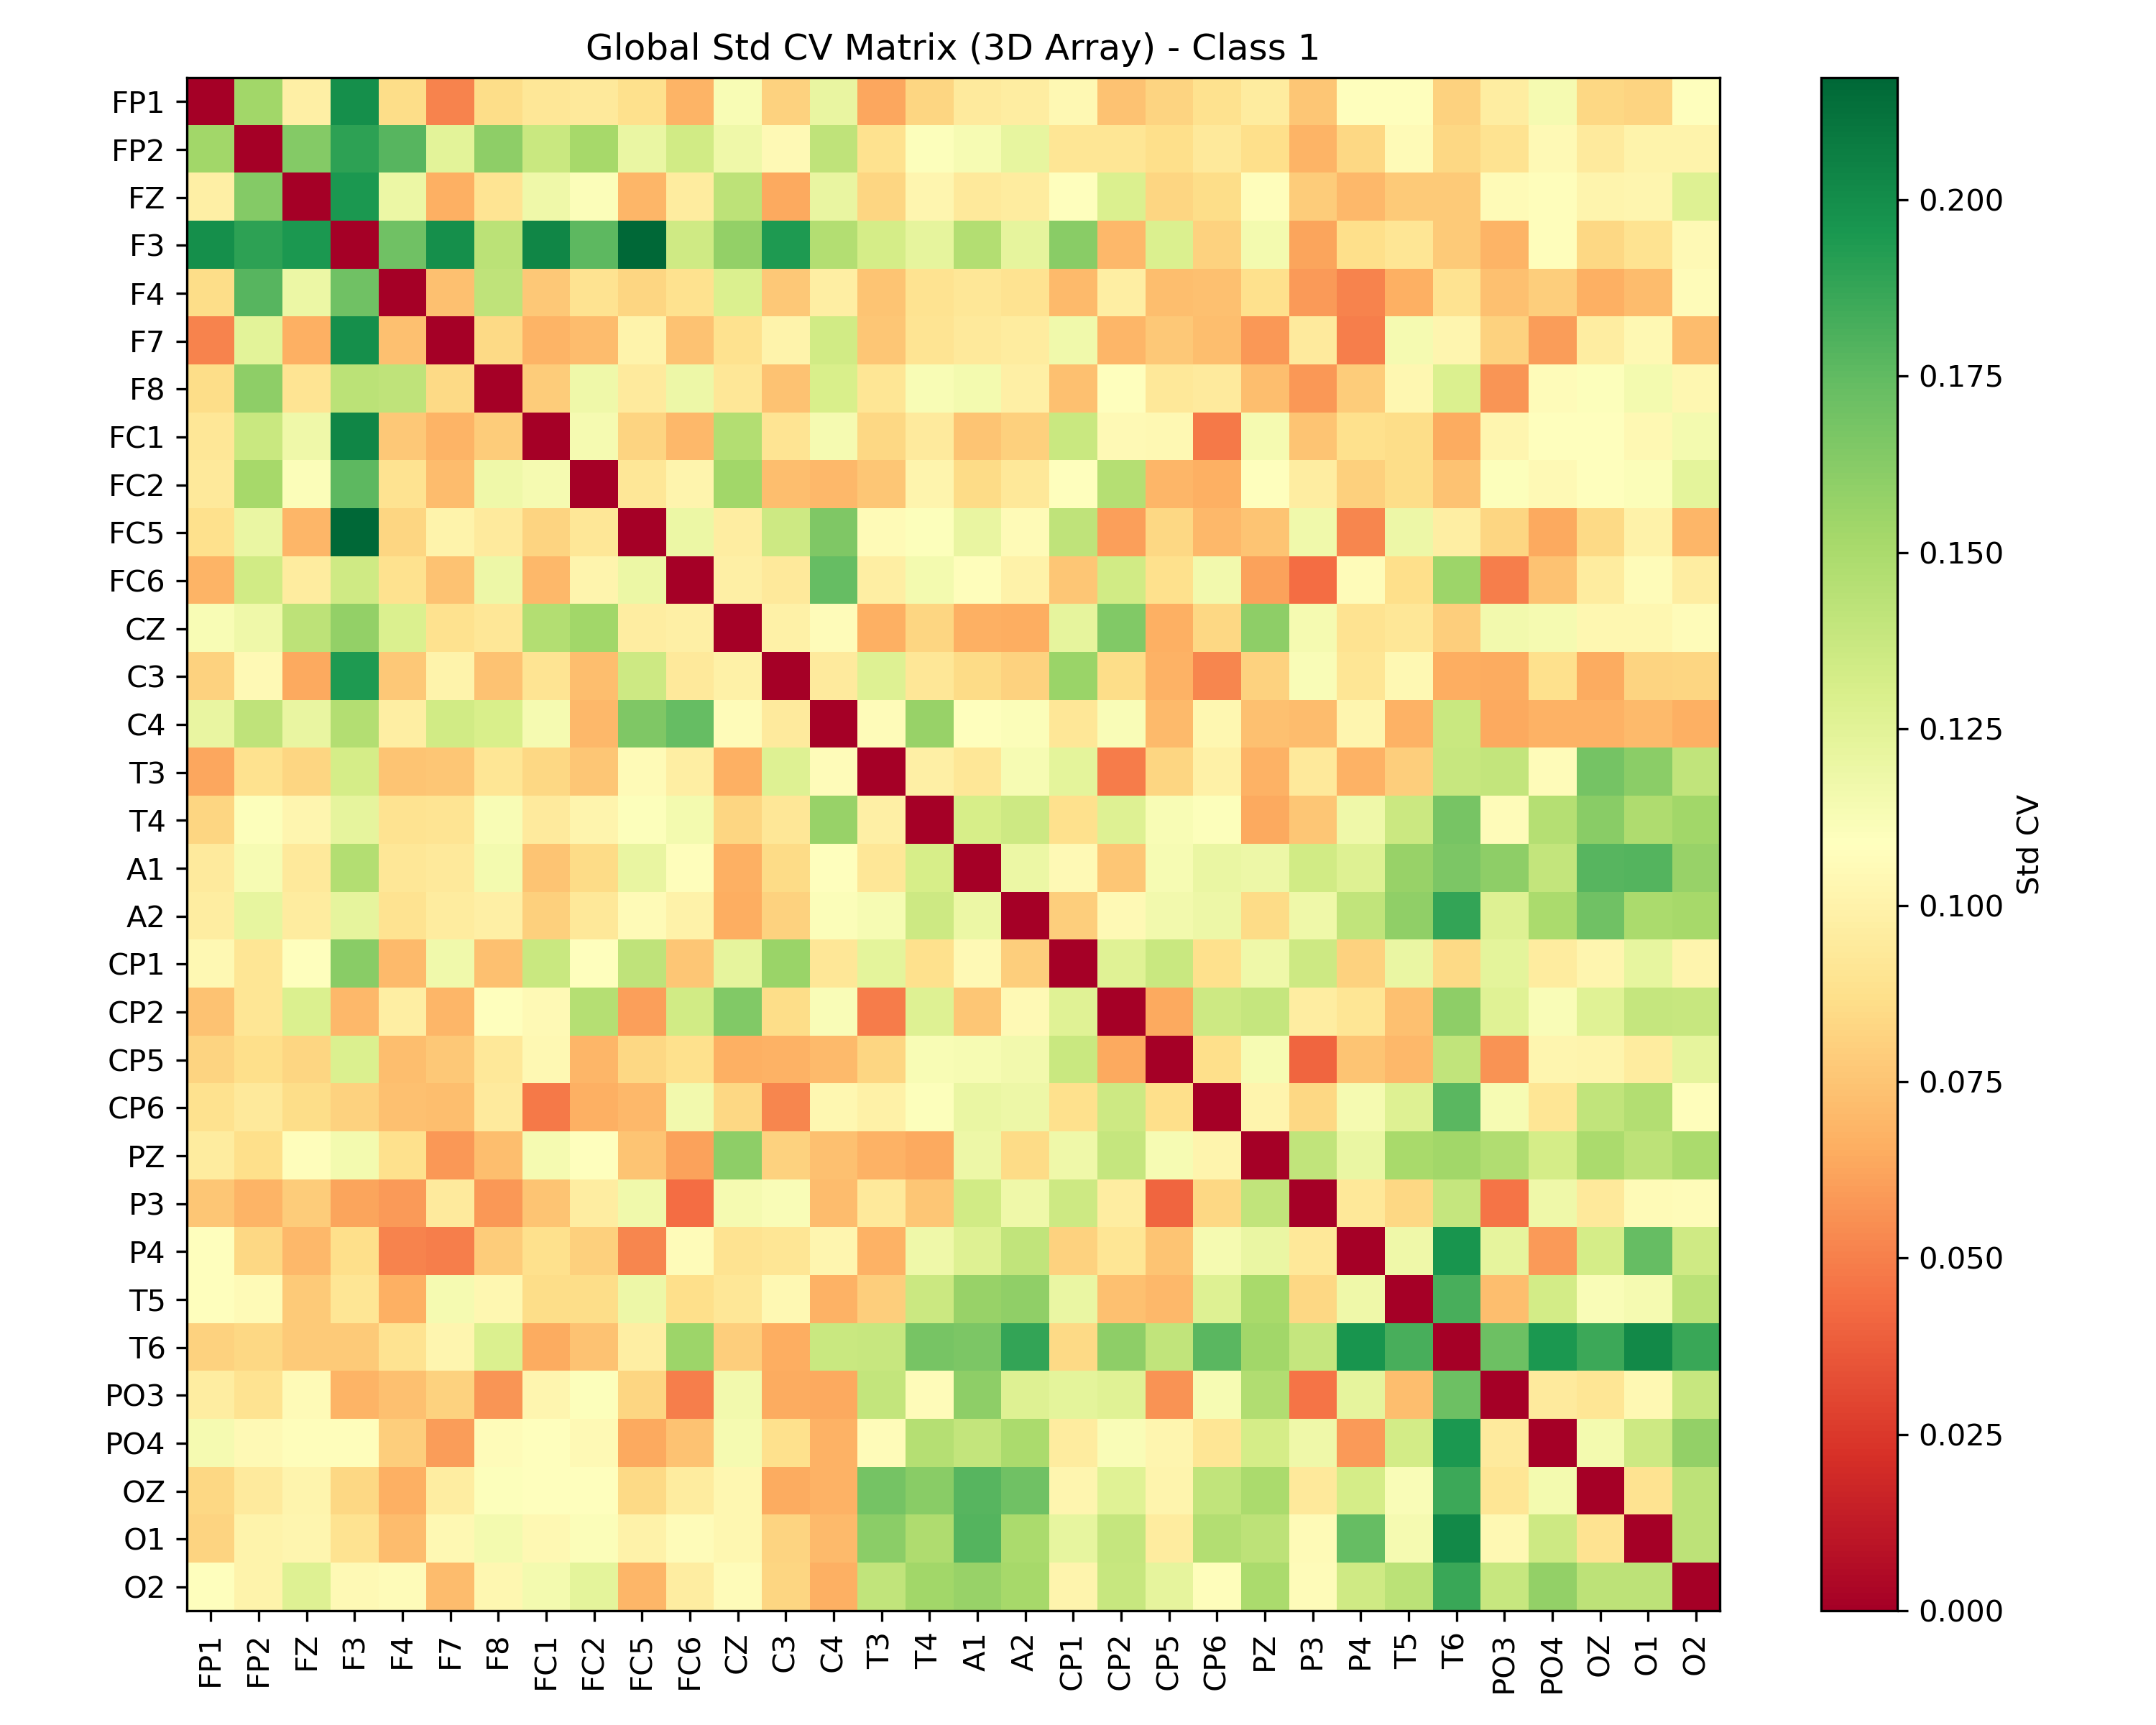 Global Std CV Matrix (3D Array) - Class 1
FP1
FP2
FZ
F3
F4
F7
F8
FC1
FC2
FC5
FC6
CZ
C3
C4
T3
T4
A1
A2
CP1
CP2
CP5
CP6
PZ
P3
P4
T5
T6
PO3
PO4
OZ
O1
O2
FP1 FP2 FZ F3 F4 F7 F8 FC1 FC2 FC5 FC6 CZ C3 C4 T3 T4 A1 A2 CP1 CP2 CP5 CP6 PZ P3 P4 T5 T6 PO3 PO4 OZ O1 O2
0.200
0.175
0.150
0.125
0.100
0.075
0.050
0.025
0.000
Std CV